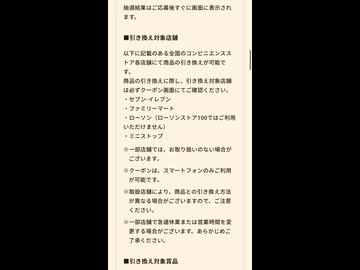 抽選結果はご応募後すぐに画面に表示され
ます。
■引き換え対象店舗
以下に記載のある全国のコンビニエンスス
トア各店舗にて商品の引き換えが可能で
す。
商品の引き換えに際し、引き換え対象店舗
は必ずクーポン画面にてご確認ください。
・セブン‐イレブン
・ファミリーマート
・ローソン（ローソンストア100ではご利用
いただけません）
・ミニストップ
※一部店舗では、お取り扱いのない場合が
ございます。
※クーポンは、スマートフォンのみご利用
が可能です。
※取扱店舗により、商品との引き換え方法
が異なる場合がございますので、ご注意
ください。
※一部店舗で急遽休業または営業時間を変
更する場合がございます。あらかじめご
了承ください。
■引き換え対象賞品